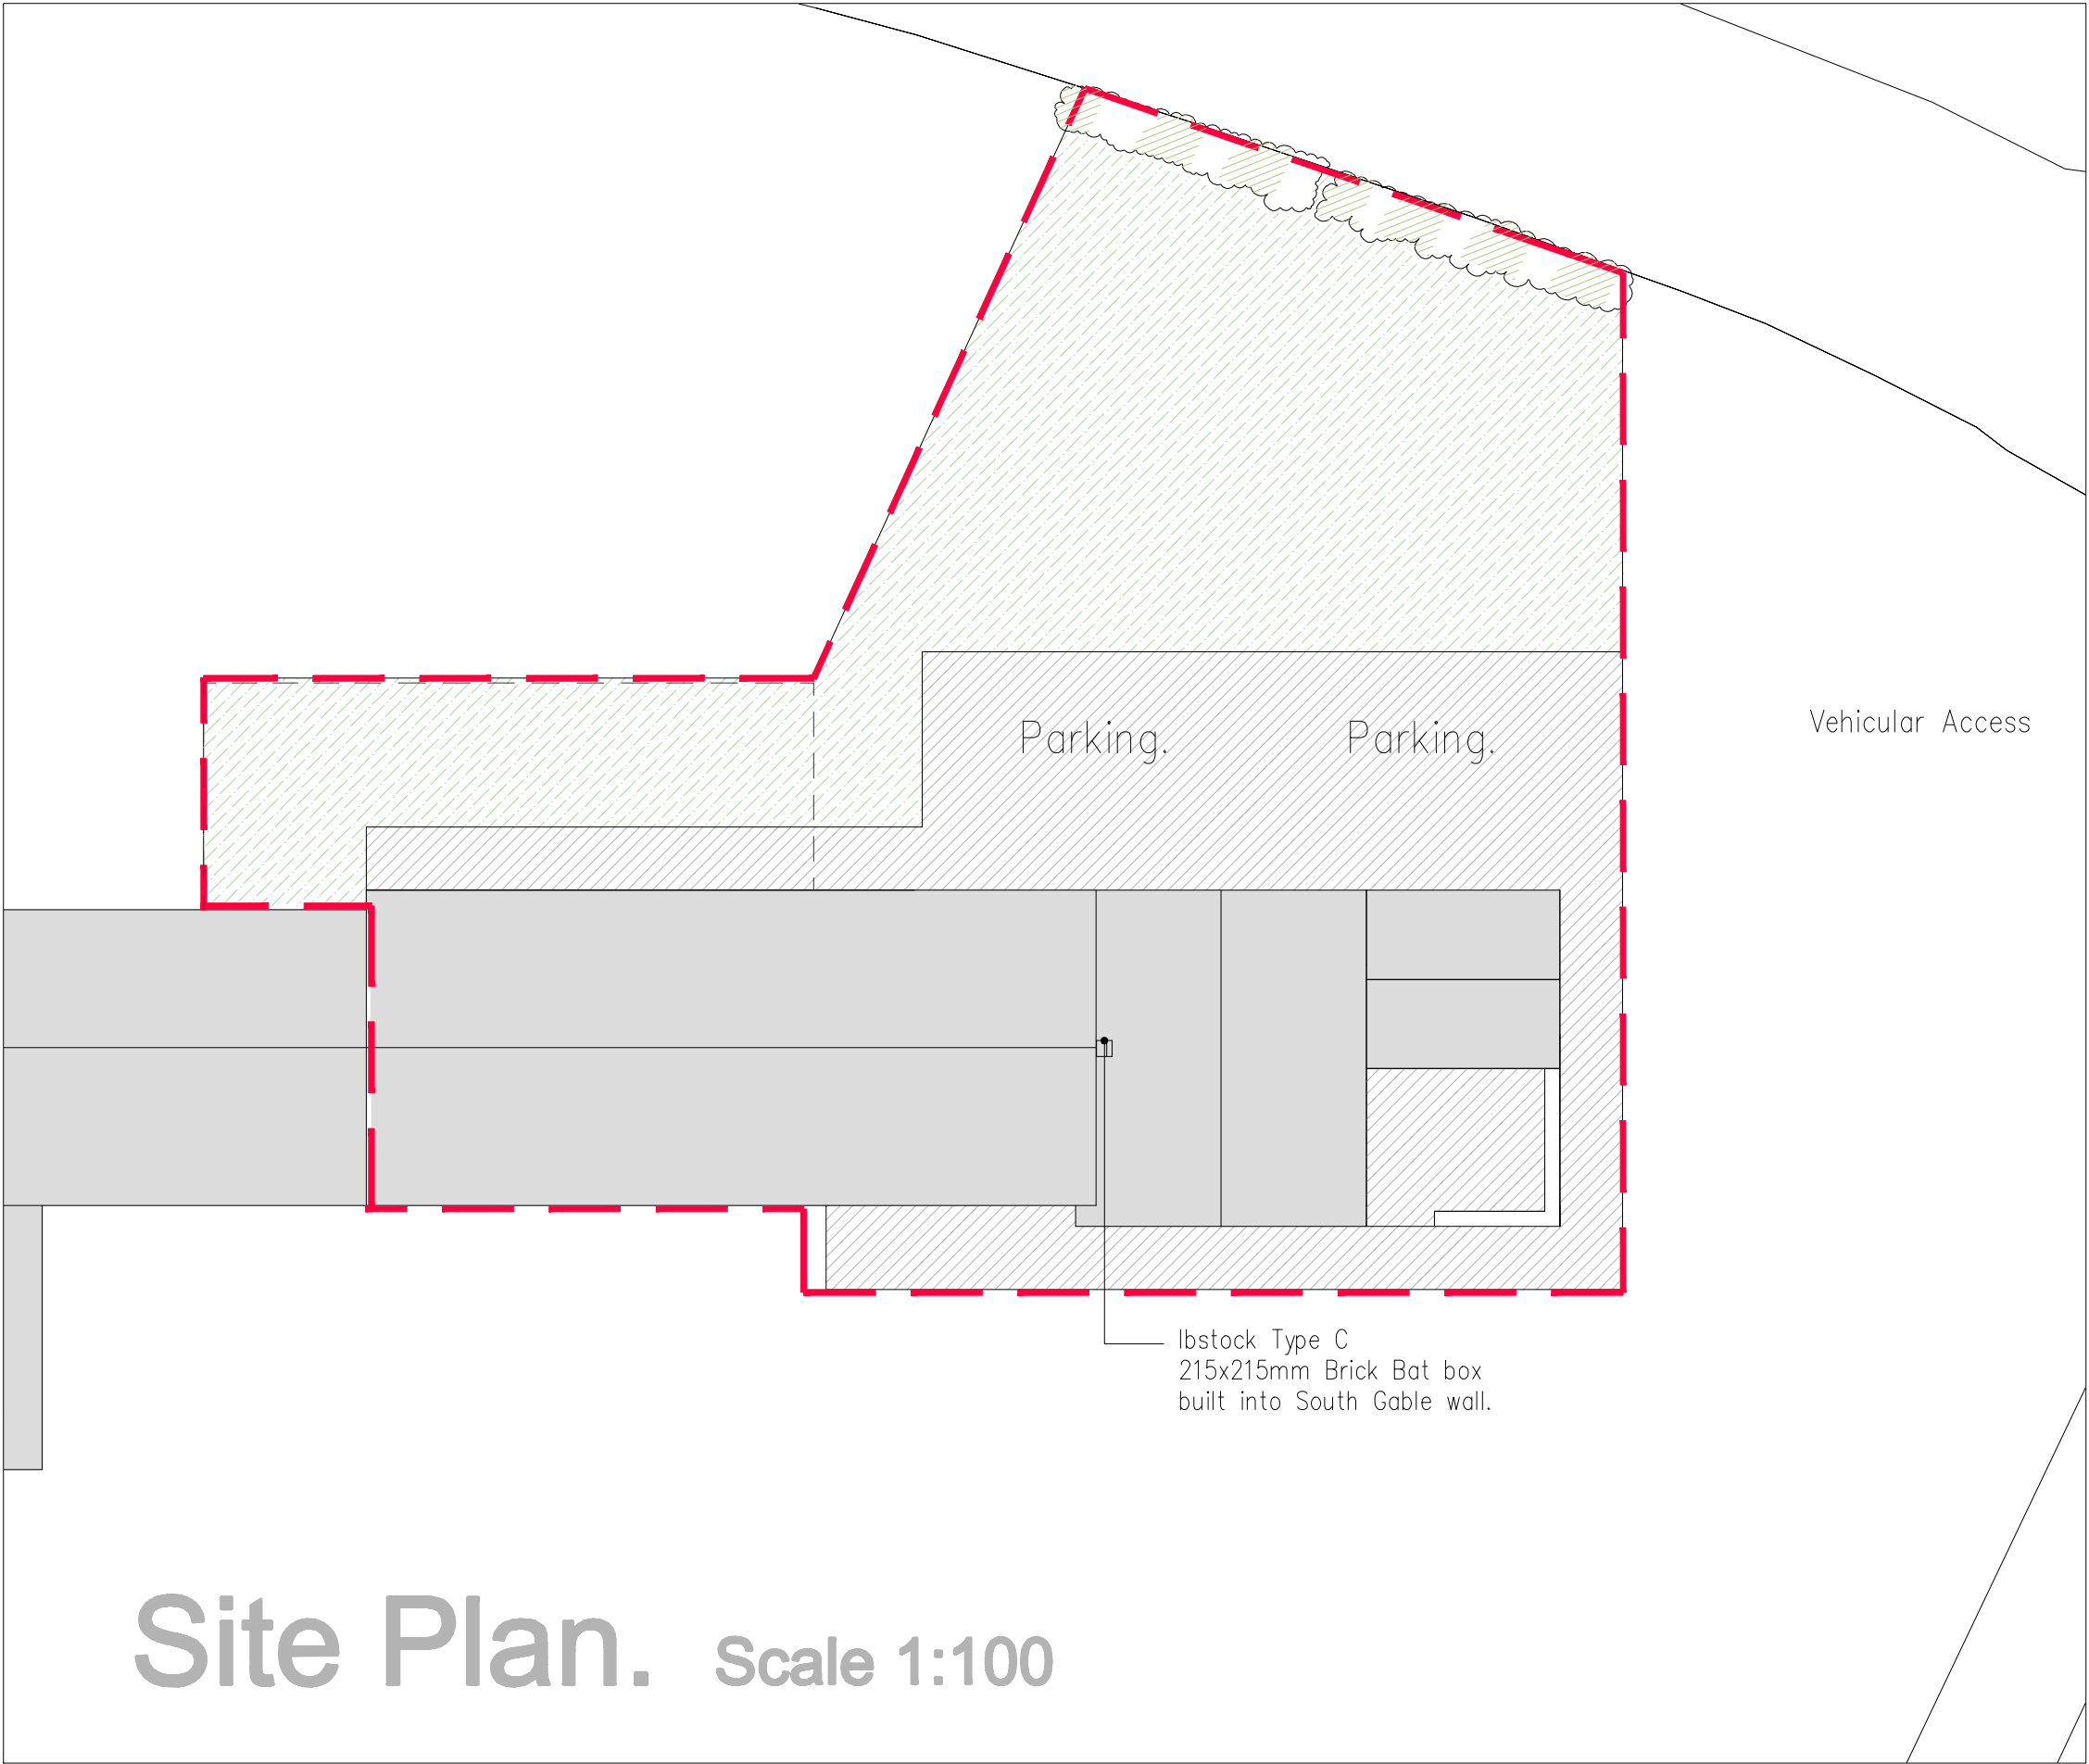 Parking. Parking.
Vehicular Access
Ibstock Type C
215x215mm Brick Bat box
built into South Gable wall.
Site Plan. Scale 1:100